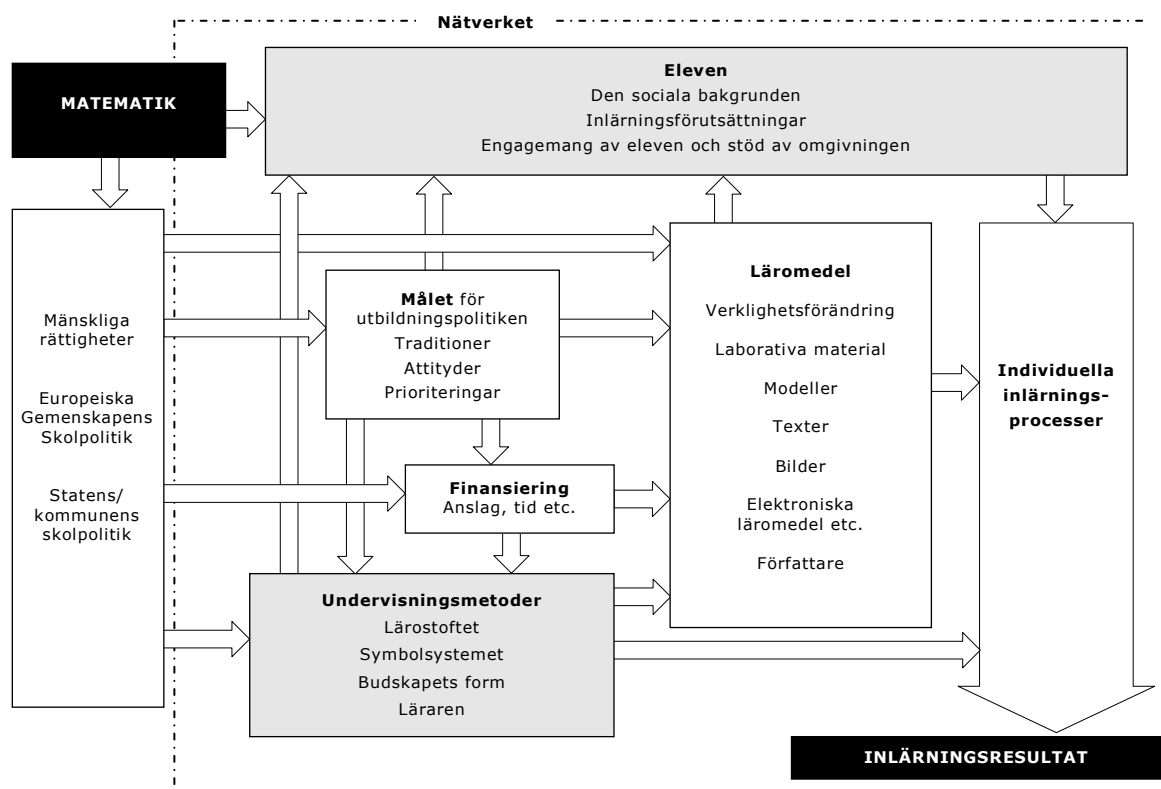 Nätverket
MATEMATIK
Eleven
Den sociala bakgrunden
Inlärningsförutsättningar
Engagemang av eleven och stöd av omgivningen
Mänskliga
rättigheter
Europeiska
Gemenskapens
Skolpolitik
Statens/
kommunens
skolpolitik
Målet för
utbildningspolitiken
Traditioner
Attityder
Prioriteringar
Finansiering
Anslag, tid etc.
Undervisningsmetoder
Lärostoftet
Symbolsystemet
Budskapets form
Läraren
Läromedel
Verklighetsförändring
Laborativa material
Modeller
Texter
Bilder
Elektroniska
läromedel etc.
Författare
Individuella
inlärnings-
processer
INLÄRNINGSRESULTAT